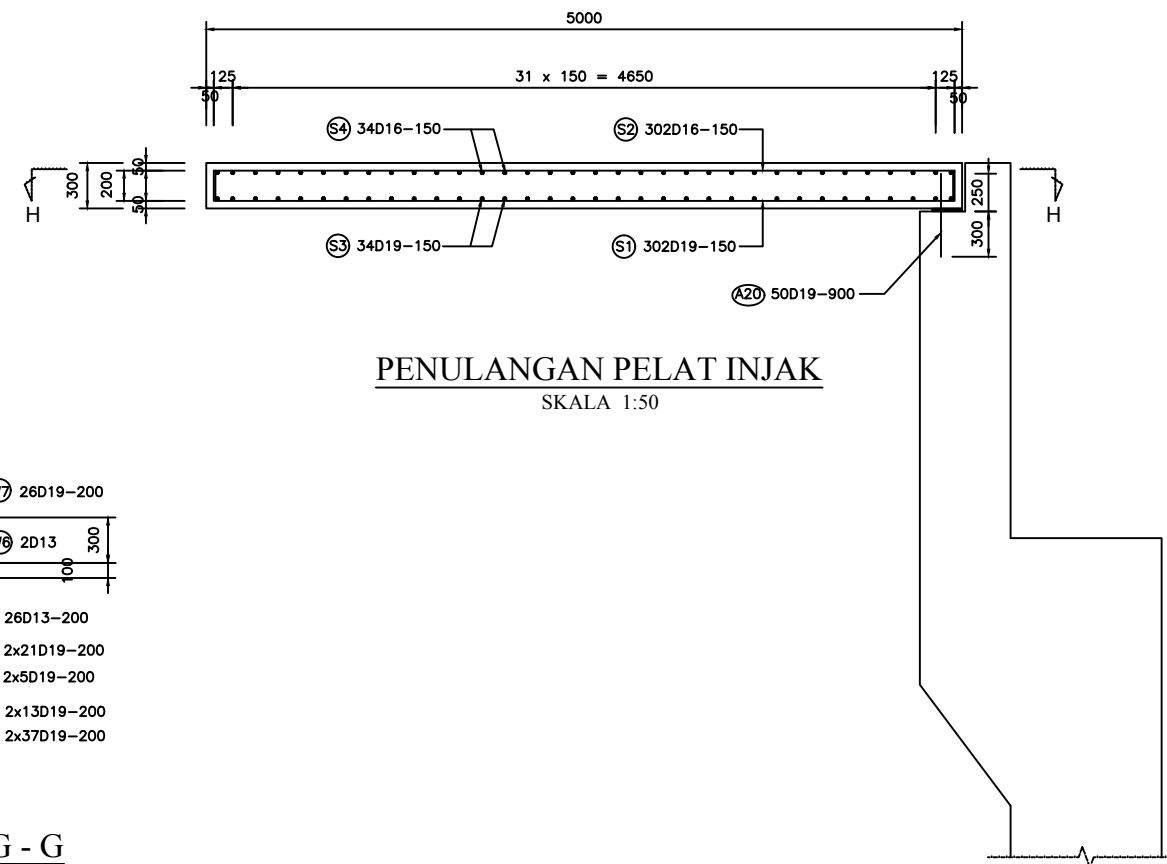 5000
125
31 x 150 = 4650
125
50
50
S4 34D16-150
S2 302D16-150
50
300
200
50
H
250
300
H
S3 34D19-150
S1 302D19-150
A20 50D19-900
PENULANGAN PELAT INJAK
SKALA 1:50
26D19-200
2D13
300
100
26D13-200
2x21D19-200
2x5D19-200
2x13D19-200
2x37D19-200
G - G